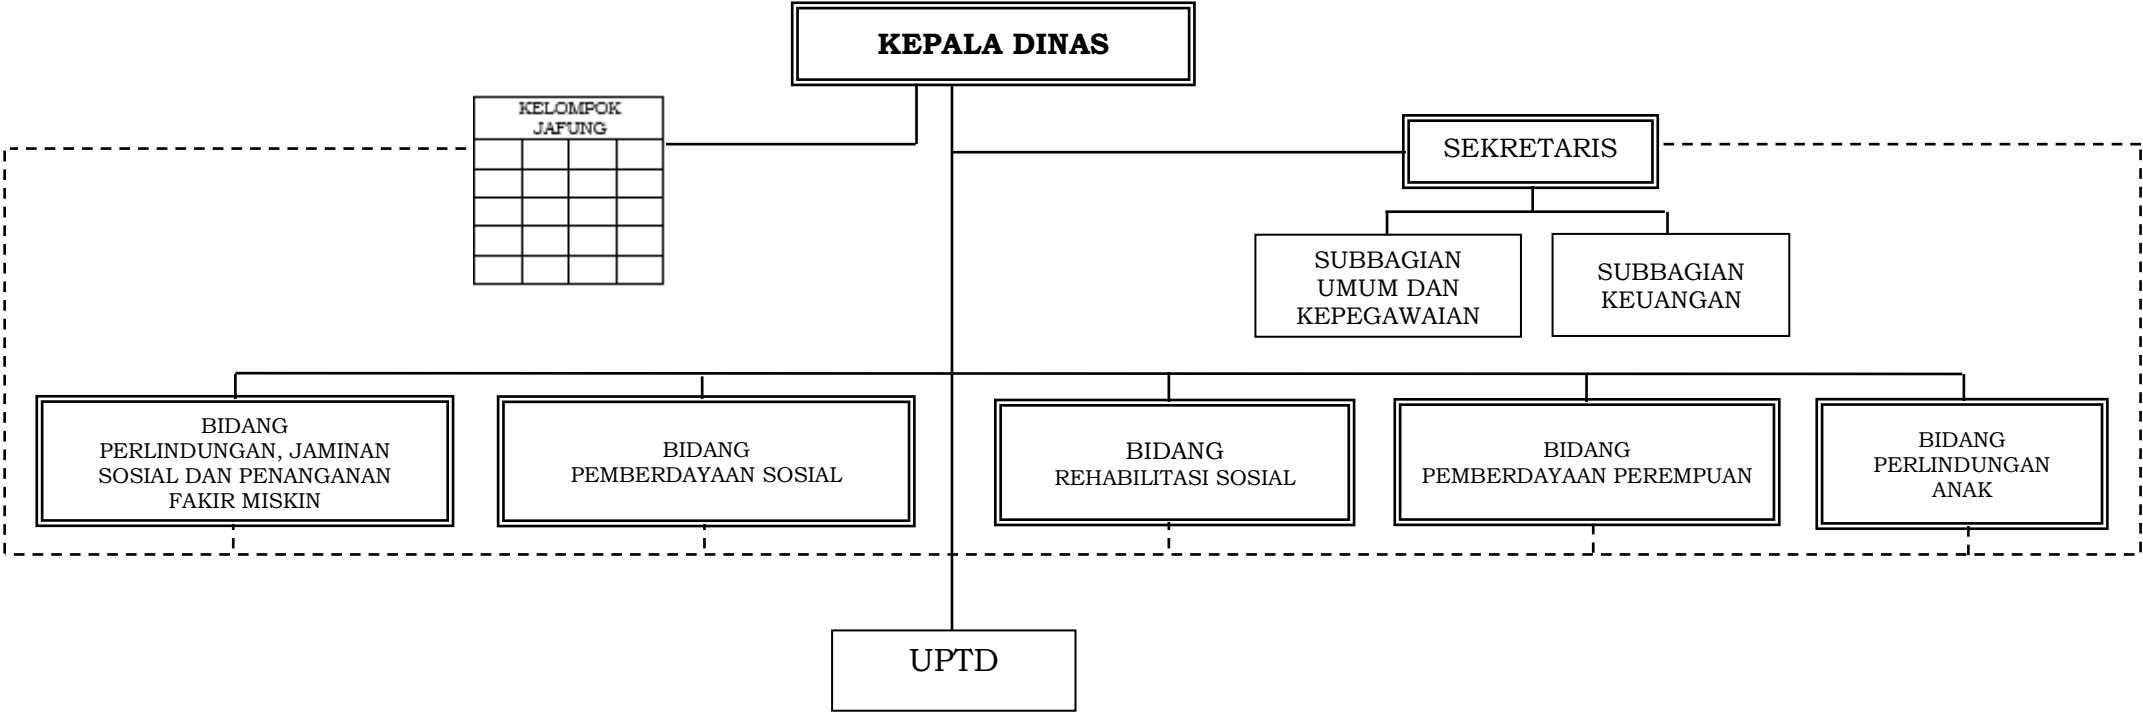 KEPALA DINAS
KELOMPOK
JAFUNG
SEKRETARIS
SUBBAGIAN
UMUM DAN
KEPEGAWAIAN
SUBBAGIAN
KEUANGAN
BIDANG
PERLINDUNGAN, JAMINAN
SOSIAL DAN PENANGANAN
FAKIR MISKIN
BIDANG
PEMBERDAYAAN SOSIAL
BIDANG
REHABILITASI SOSIAL
BIDANG
PEMBERDAYAAN PEREMPUAN
BIDANG
PERLINDUNGAN
ANAK
UPTD